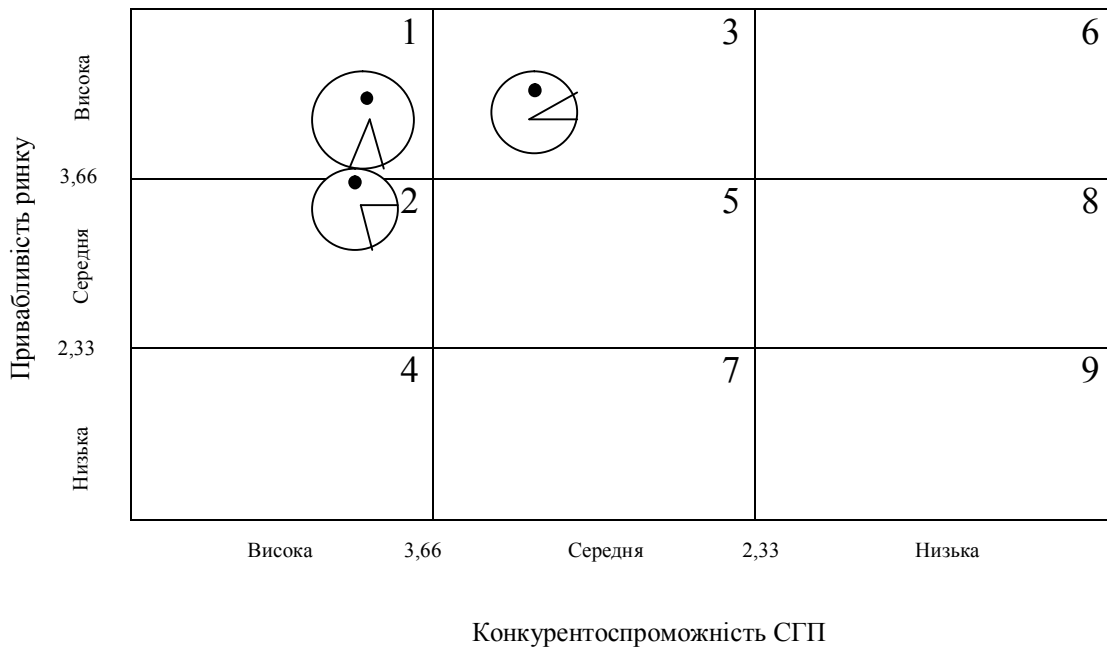 1
3
6
Висока
3,66
2
5
8
Середня
Привабливість ринку
2,33
4
7
9
Низька
Висока
3,66
Середня
2,33
Низька
Конкурентоспроможність СГП